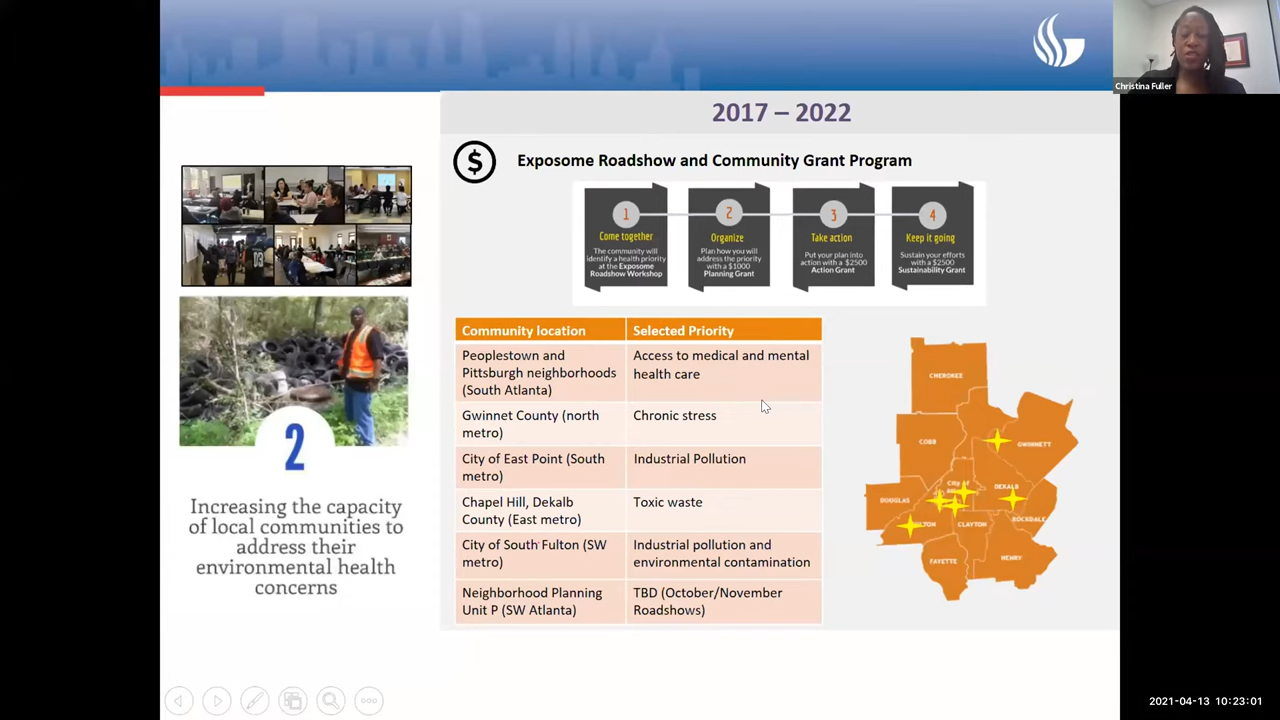 Christina Fuller
2017 – 2022
$
Exposome Roadshow and Community Grant Program
1
Come together
The community will
identify a health priority
at the Exposome
Roadshow Workshop
2
Organize
Plan how you will
address the priority
with a $1000
Planning Grant
3
Take action
Put your plan into
action with a $2500
Action Grant
4
Keep it going
Sustain your efforts
with a $2500
Sustainability Grant
2
Increasing the capacity
of local communities to
address their
environmental health
concerns
Community location
Selected Priority
Peoplestown and
Pittsburgh neighborhoods
(South Atlanta)
Access to medical and mental
health care
Gwinnet County (north
metro)
Chronic stress
City of East Point (South
metro)
Industrial Pollution
Chapel Hill, Dekalb
County (East metro)
Toxic waste
City of South Fulton (SW
metro)
Industrial pollution and
environmental contamination
Neighborhood Planning
Unit P (SW Atlanta)
TBD (October/November
Roadshows)
CHEROKEE
COBB
GWINNETT
City of
DEKALB
DOUGLAS
ROCKDALE
CLAYTON
FAYETTE
HENRY
2021-04-13 10:23:01